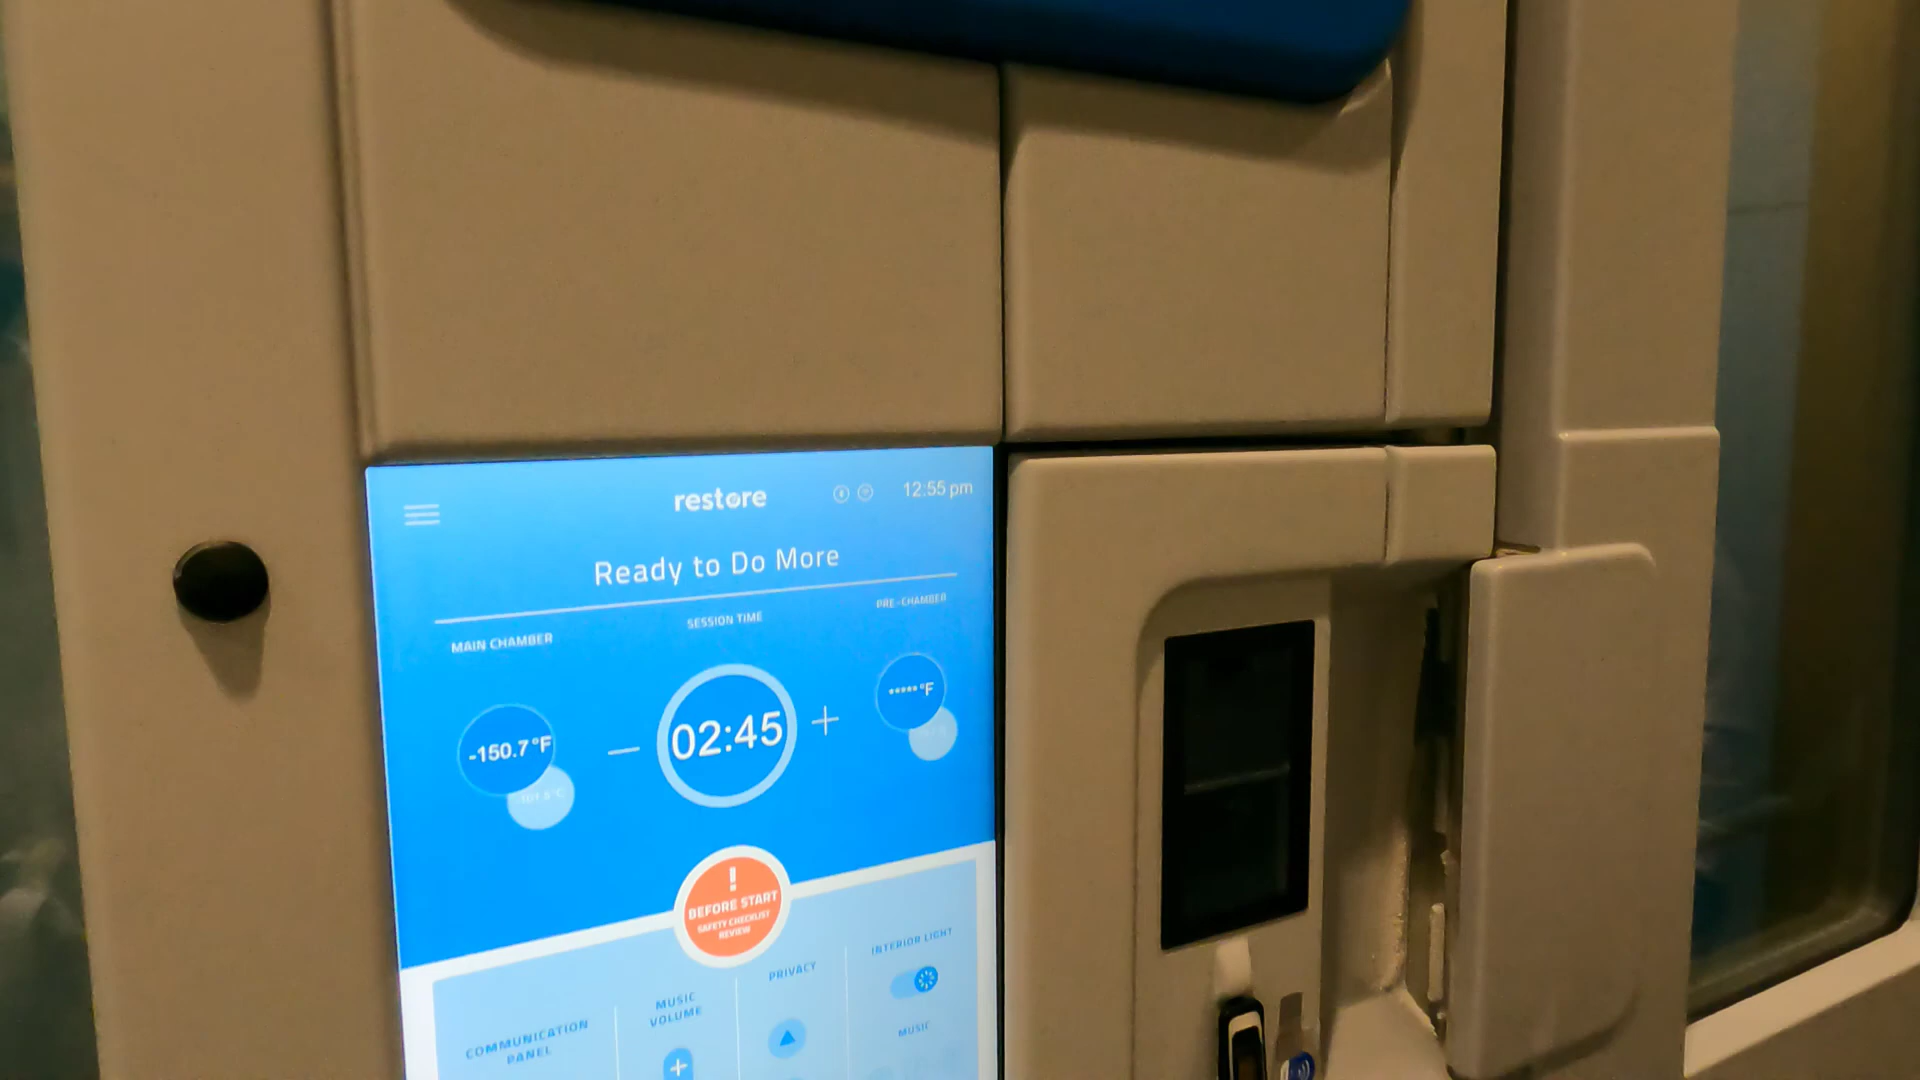 restore
12:55 pm
Ready to Do More
MAIN CHAMBER
SESSION TIME
PRE-CHAMBER
-150.7°F
02:45
*****°F
!
BEFORE START
SAFETY CHECKLIST
REVIEW
COMMUNICATION
PANEL
MUSIC
VOLUME
PRIVACY
INTERIOR LIGHT
MUSIC